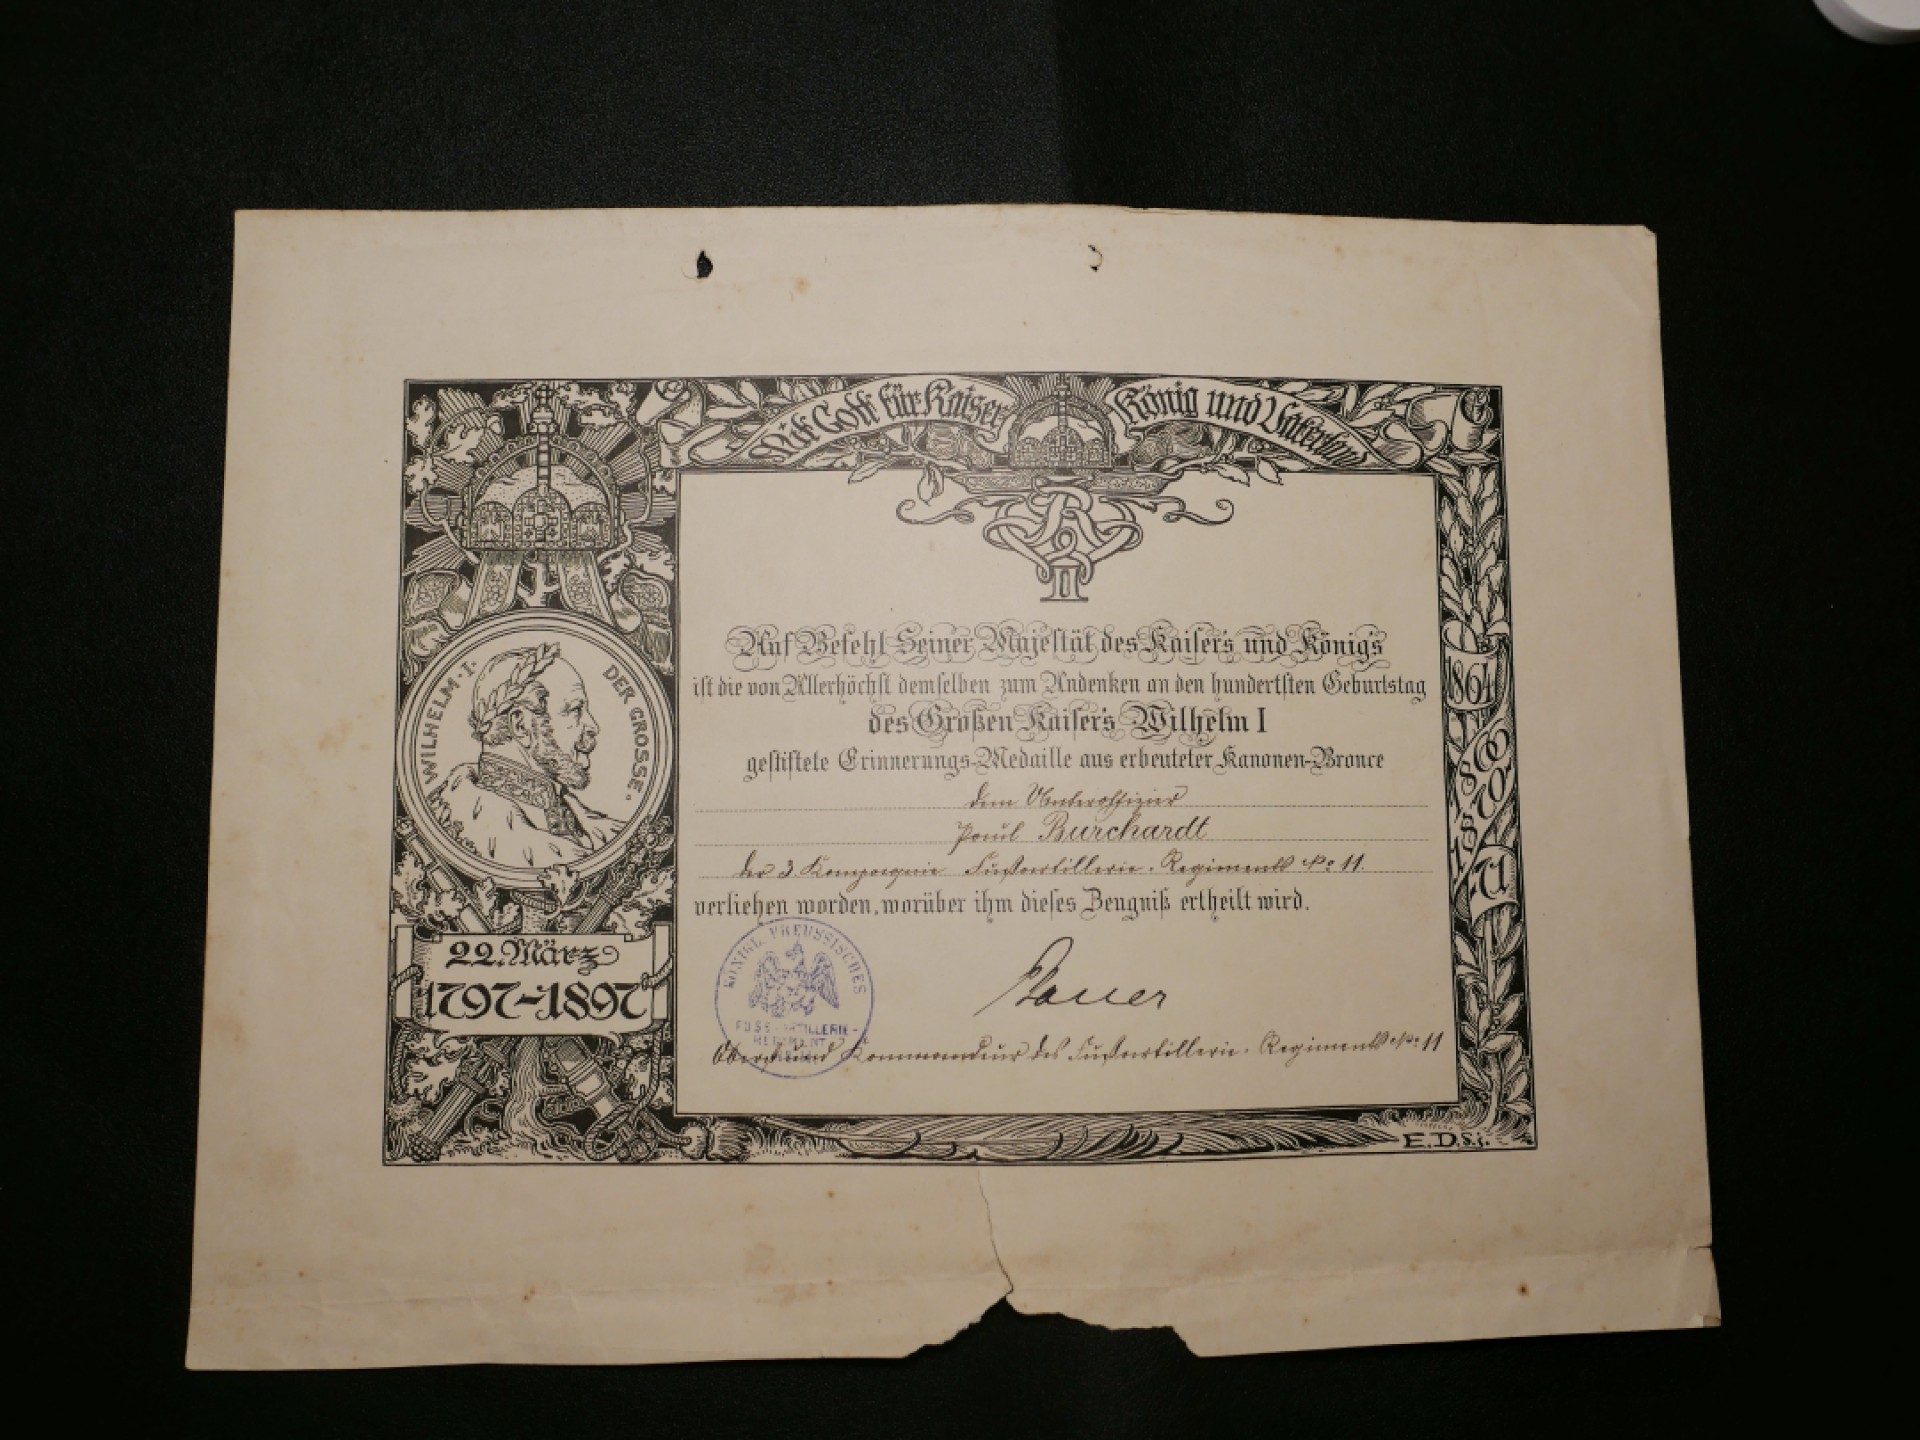 Mit Gott für Kaiser König und Vaterland
WILHELM · I · DER GROSSE.
22. März
1797-1897
W R II
Auf Befehl Seiner Majestät des Kaisers und Königs
ist die von Allerhöchst demselben zum Andenken an den hundertsten Geburtstag
des Großen Kaisers Wilhelm I
gestiftete Erinnerungs-Medaille aus erbeuteter Kanonen-Bronce
dem Unteroffizier
Paul Burchardt
der 3 Kompagnie Fußartillerie-Regiments No 11.
verliehen worden, worüber ihm dieses Zeugniß ertheilt wird.
KÖNIGL. PREUSSISCHES
FUSS-ARTILLERIE-
REGIMENT
Oberst und Kommandeur des Fußartillerie-Regiments No 11
1864
1866
1870-
71
E.D.S.j.